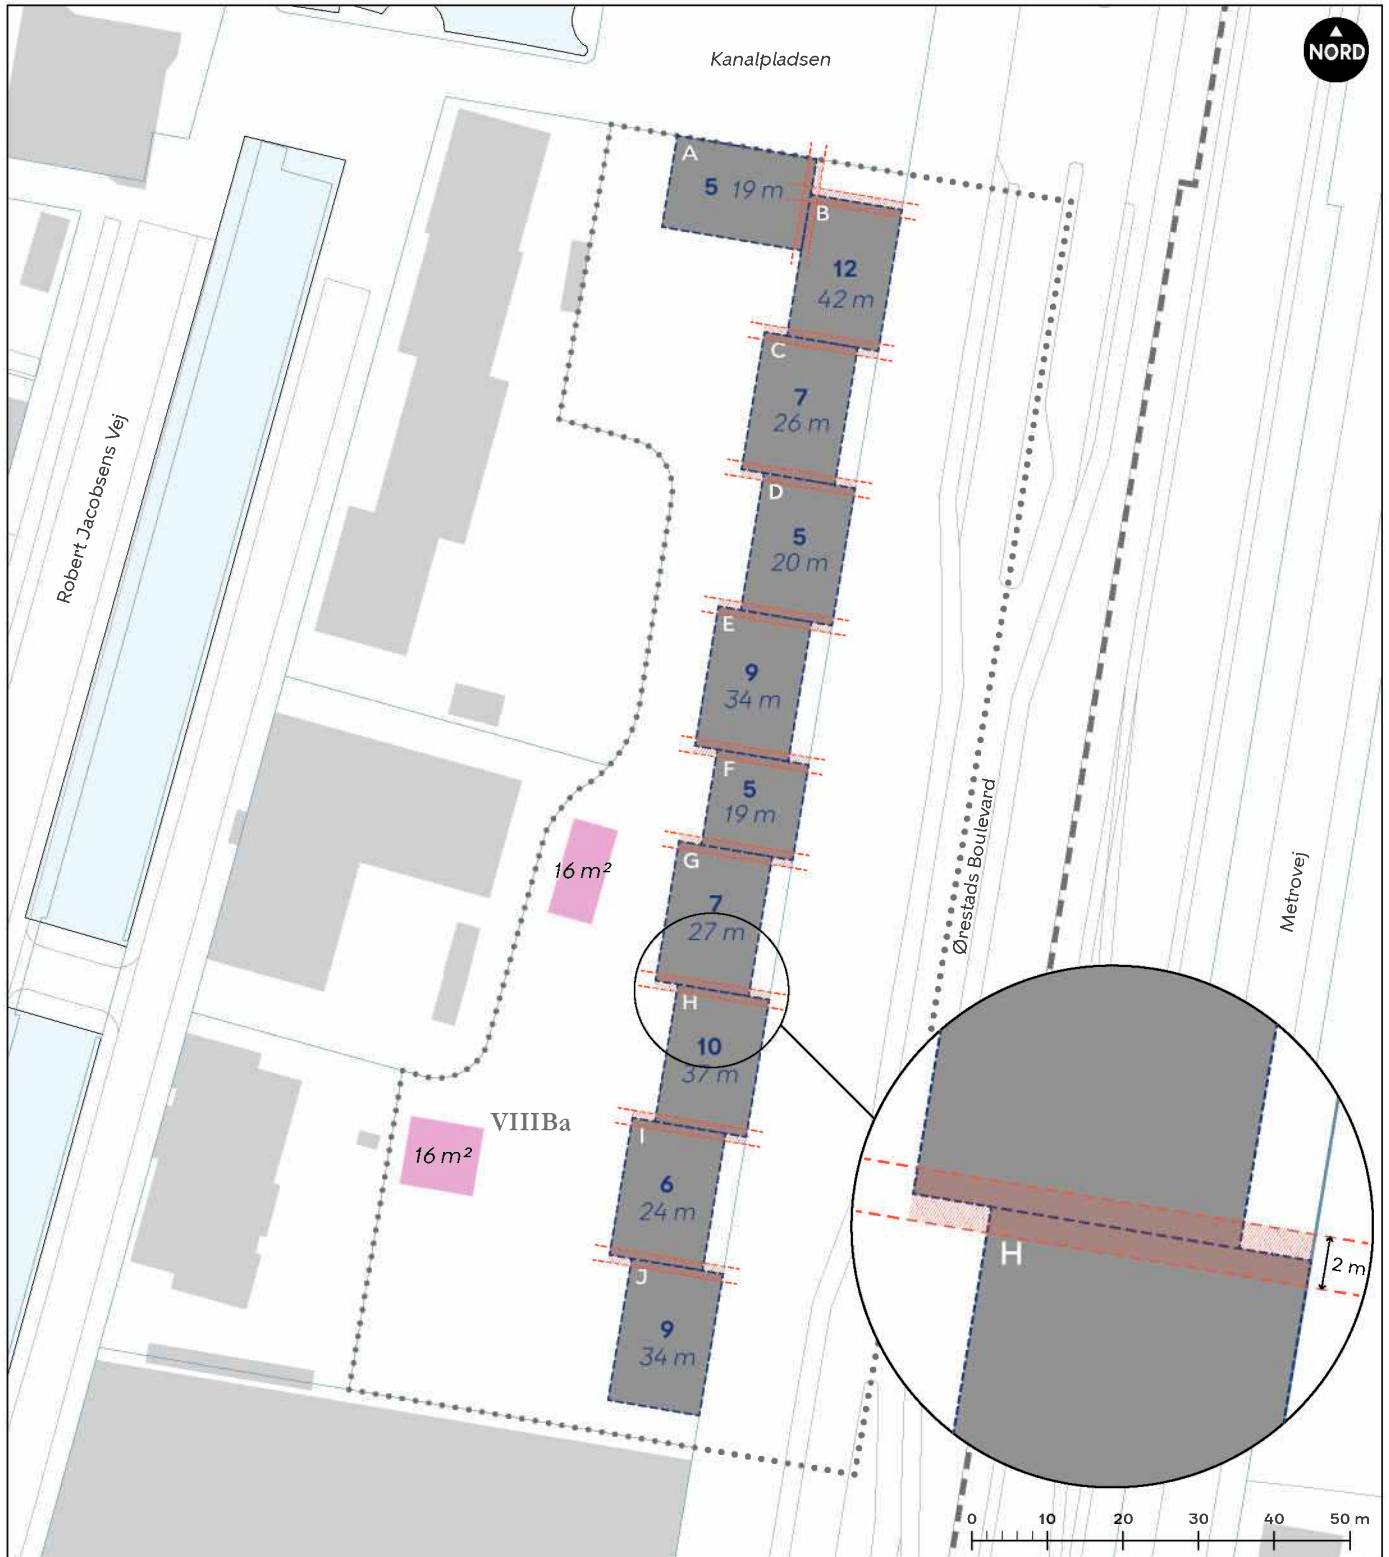 Kanalpladsen
NORD
A
5 19 m
B
12
42 m
C
7
26 m
D
5
20 m
E
9
34 m
F
5
19 m
G
7
27 m
H
10
37 m
I
6
24 m
J
9
34 m
Robert Jacobsens Vej
16 m²
16 m²
VIIIBa
Ørestads Boulevard
Metrovej
H
2 m
0 10 20 30 40 50 m